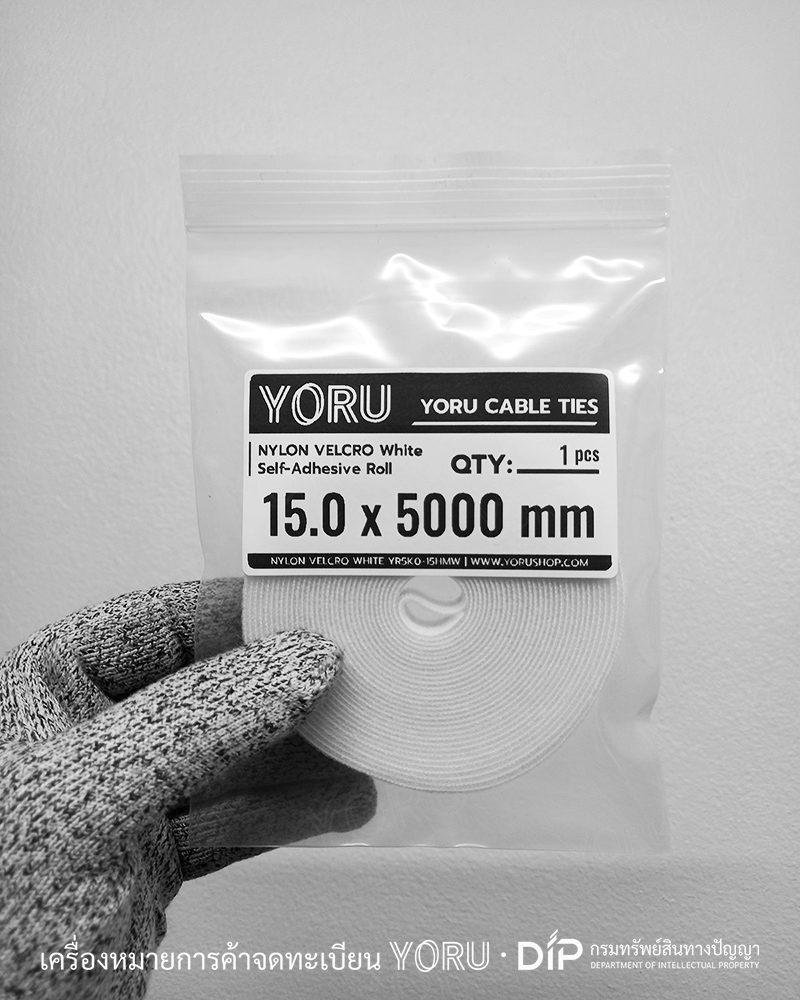 YORU
YORU CABLE TIES
NYLON VELCRO White
Self-Adhesive Roll
QTY: 1 pcs
15.0 x 5000 mm
NYLON VELCRO WHITE YR5K0-15HMW | WWW.YORUSHOP.COM
เครื่องหมายการค้าจดทะเบียน YORU · DIP กรมทรัพย์สินทางปัญญา
DEPARTMENT OF INTELLECTUAL PROPERTY